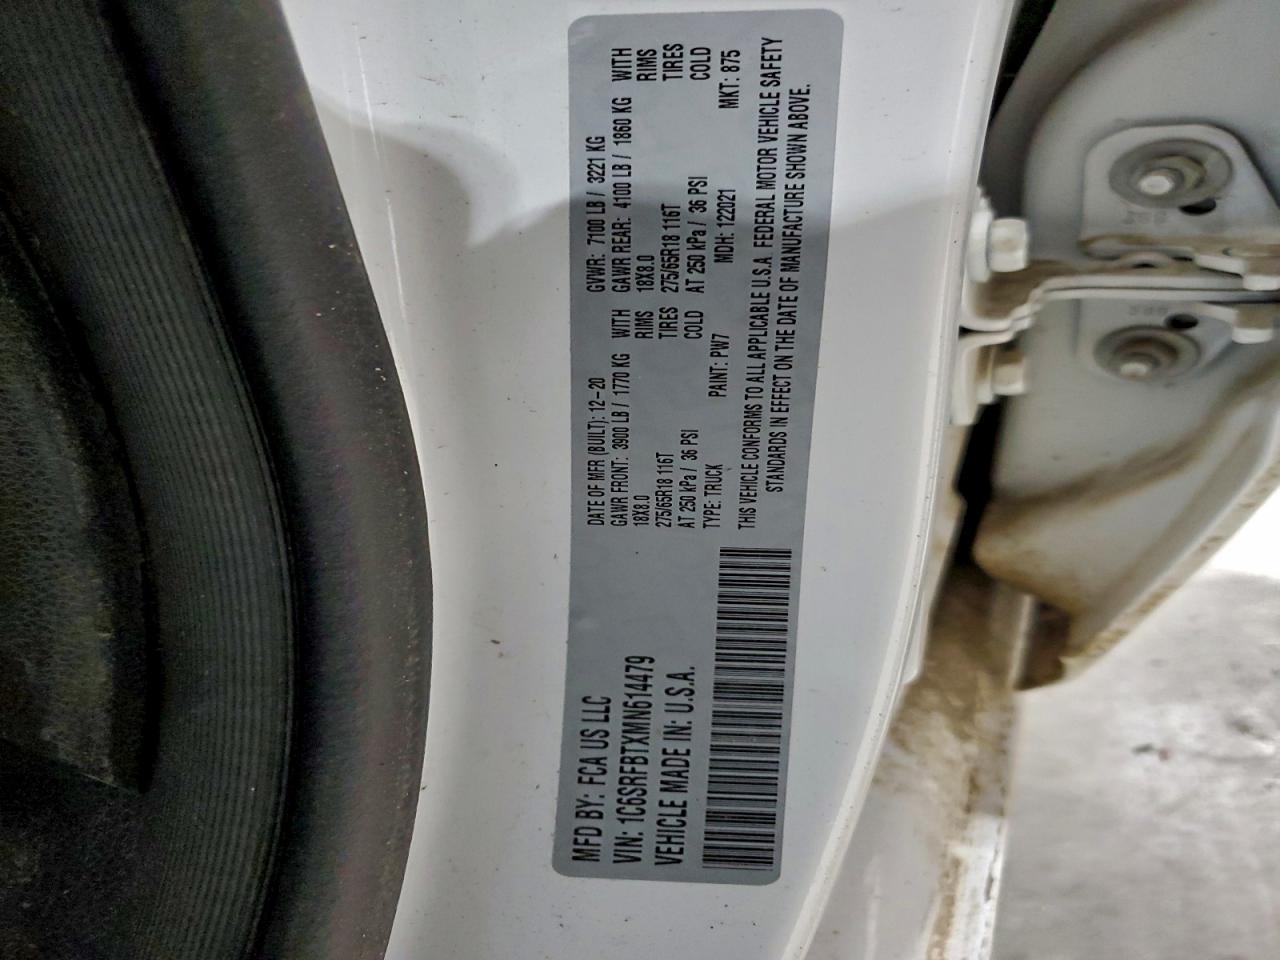 MFD BY: FCA US LLC
VIN: 1C6SRFBTXMN614479
VEHICLE MADE IN: U.S.A.
DATE OF MFR (BUILT): 12-20 GVWR: 7100 LB / 3221 KG
GAWR FRONT: 3900 LB / 1770 KG WITH GAWR REAR: 4100 LB / 1860 KG WITH
18X8.0 RIMS 18X8.0 RIMS
275/65R18 116T TIRES 275/65R18 116T TIRES
AT 250 kPa / 36 PSI COLD AT 250 kPa / 36 PSI COLD
TYPE: TRUCK PAINT: PW7 MDH: 122021 MKT: 875
THIS VEHICLE CONFORMS TO ALL APPLICABLE U.S.A. FEDERAL MOTOR VEHICLE SAFETY
STANDARDS IN EFFECT ON THE DATE OF MANUFACTURE SHOWN ABOVE.